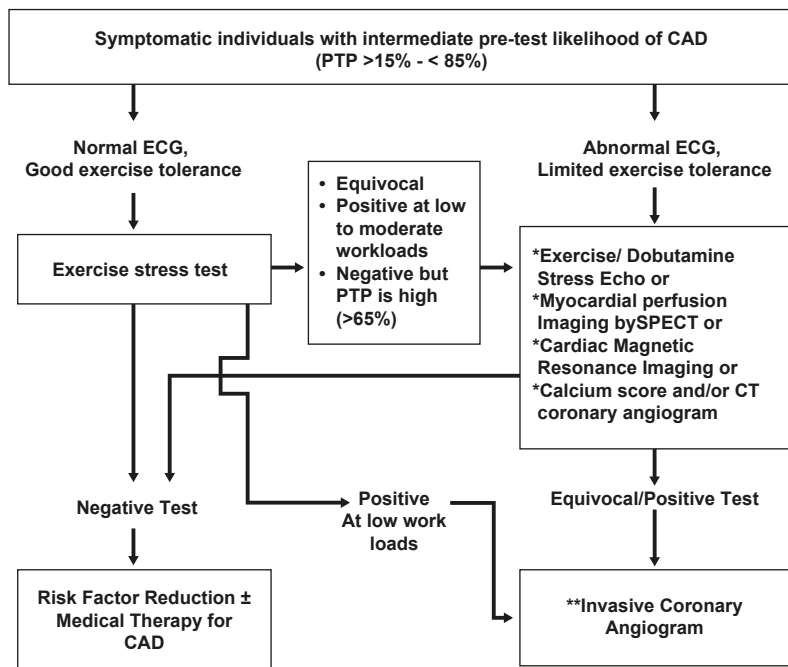 Symptomatic individuals with intermediate pre-test likelihood of CAD
(PTP >15% - < 85%)
Normal ECG,
Good exercise tolerance
Abnormal ECG,
Limited exercise tolerance
• Equivocal
• Positive at low
to moderate
workloads
• Negative but
PTP is high
(>65%)
Exercise stress test
*Exercise/ Dobutamine
Stress Echo or
*Myocardial perfusion
Imaging bySPECT or
*Cardiac Magnetic
Resonance Imaging or
*Calcium score and/or CT
coronary angiogram
Negative Test
Positive
At low work
loads
Equivocal/Positive Test
Risk Factor Reduction ±
Medical Therapy for
CAD
**Invasive Coronary
Angiogram